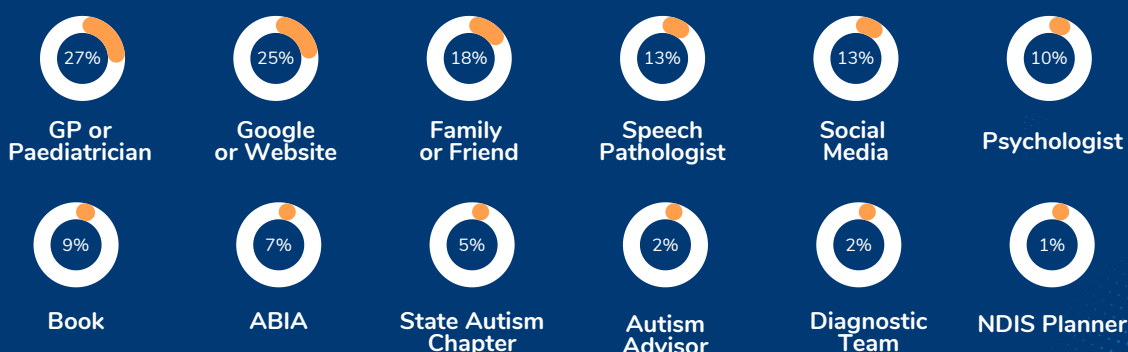 27%
25%
18%
13%
13%
10%
GP or
Paediatrician
Google
or Website
Family
or Friend
Speech
Pathologist
Social
Media
Psychologist
9%
7%
5%
2%
2%
1%
Book
ABIA
State Autism
Chapter
Autism
Advisor
Diagnostic
Team
NDIS Planner